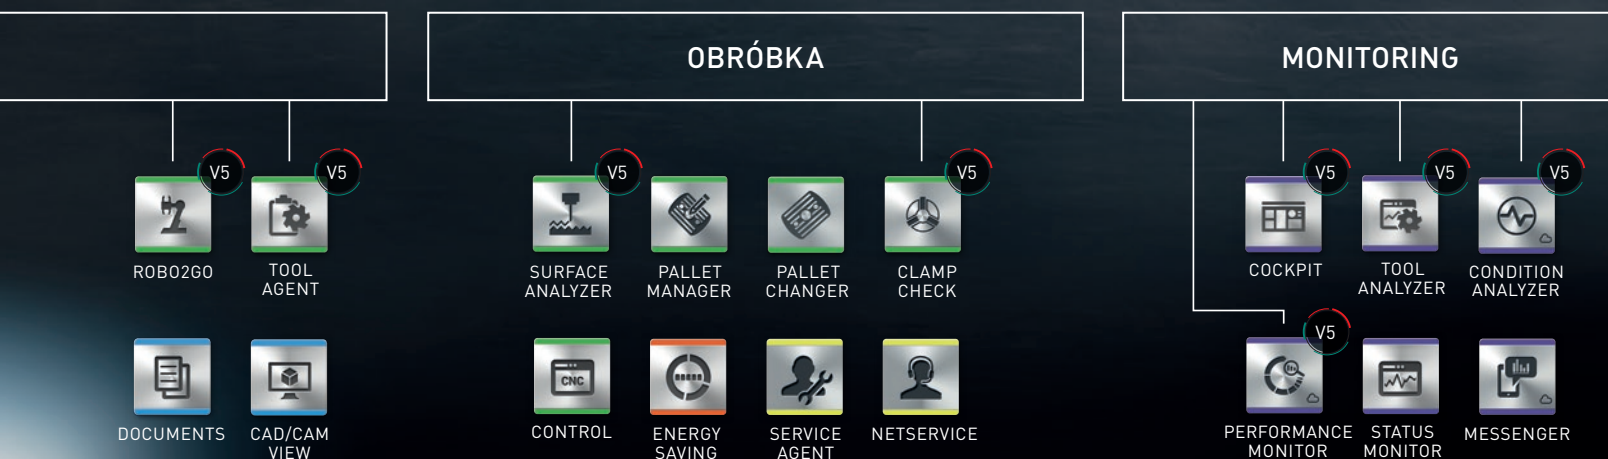 OBRÓBKA
MONITORING
V5
V5
V5
V5
V5
V5
V5
ROBO2GO
TOOL
AGENT
SURFACE
ANALYZER
PALLET
MANAGER
PALLET
CHANGER
CLAMP
CHECK
COCKPIT
TOOL
ANALYZER
CONDITION
ANALYZER
V5
CNC
DOCUMENTS
CAD/CAM
VIEW
CONTROL
ENERGY
SAVING
SERVICE
AGENT
NETSERVICE
PERFORMANCE
MONITOR
STATUS
MONITOR
MESSENGER